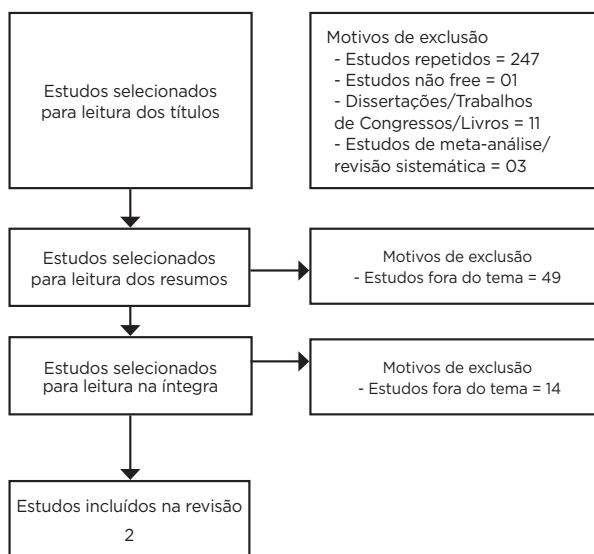 Estudos selecionados
para leitura dos títulos
Motivos de exclusão
- Estudos repetidos = 247
- Estudos não free = 01
- Dissertações/Trabalhos
de Congressos/Livros = 11
- Estudos de meta-análise/
revisão sistemática = 03
Estudos selecionados
para leitura dos resumos
Motivos de exclusão
- Estudos fora do tema = 49
Estudos selecionados
para leitura na íntegra
Motivos de exclusão
- Estudos fora do tema = 14
Estudos incluídos na revisão
2